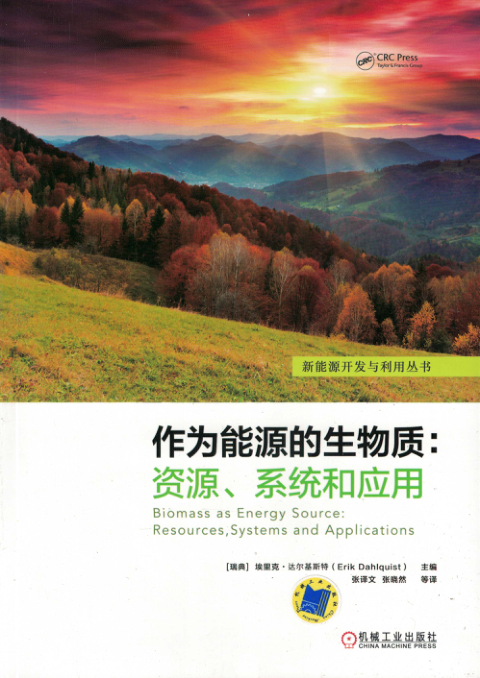 CRC
CRC Press
Taylor & Francis Group
新能源开发与利用丛书
作为能源的生物质：
资源、系统和应用
Biomass as Energy Source:
Resources,Systems and Applications
［瑞典］埃里克·达尔基斯特（Erik Dahlquist） 主编
张译文 张晓然 等译
机械工业出版社
CHINA MACHINE PRESS